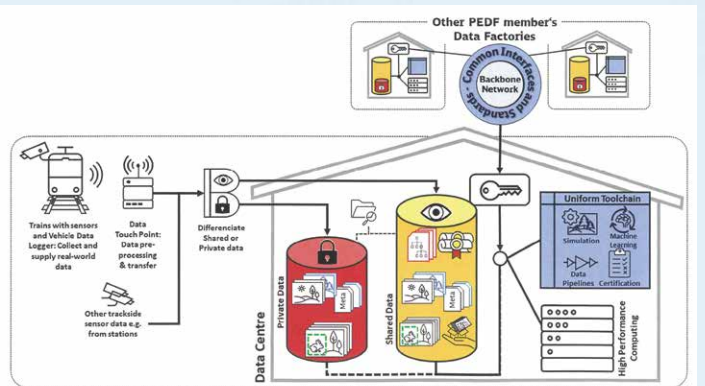 Other PEDF member's
Data Factories
Common Interfaces and Standards -
Backbone
Network
Trains with sensors
and Vehicle Data
Logger: Collect and
supply real-world
data
Data
Touch Point:
Data pre-
processing
& transfer
Differenciate
Shared or
Private data
Other trackside
sensor data e.g.
from stations
Data Centre
Private Data
Meta
Shared Data
Meta
Uniform Toolchain
Simulation
Machine
Learning
Data
Pipelines
Certification
High Performance
Computing